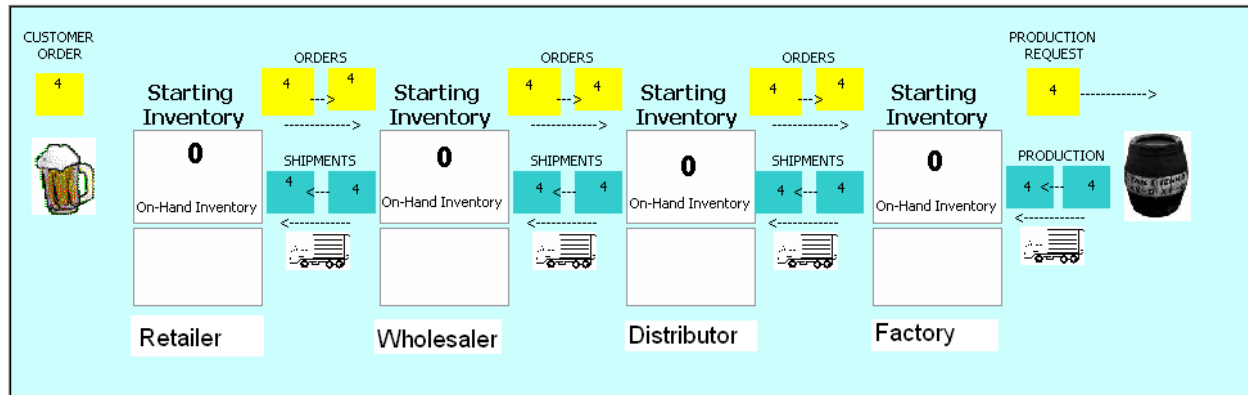 CUSTOMER
ORDER
4
Starting
Inventory
0
On-Hand Inventory
Retailer
ORDERS
4
--->
4
------------>
SHIPMENTS
4
<---
4
<------------
Starting
Inventory
0
On-Hand Inventory
Wholesaler
ORDERS
4
--->
4
------------>
SHIPMENTS
4
<---
4
<------------
Starting
Inventory
0
On-Hand Inventory
Distributor
ORDERS
4
--->
4
------------>
SHIPMENTS
4
<---
4
<------------
Starting
Inventory
0
On-Hand Inventory
Factory
PRODUCTION
REQUEST
4
------------>
PRODUCTION
4
<---
4
<------------